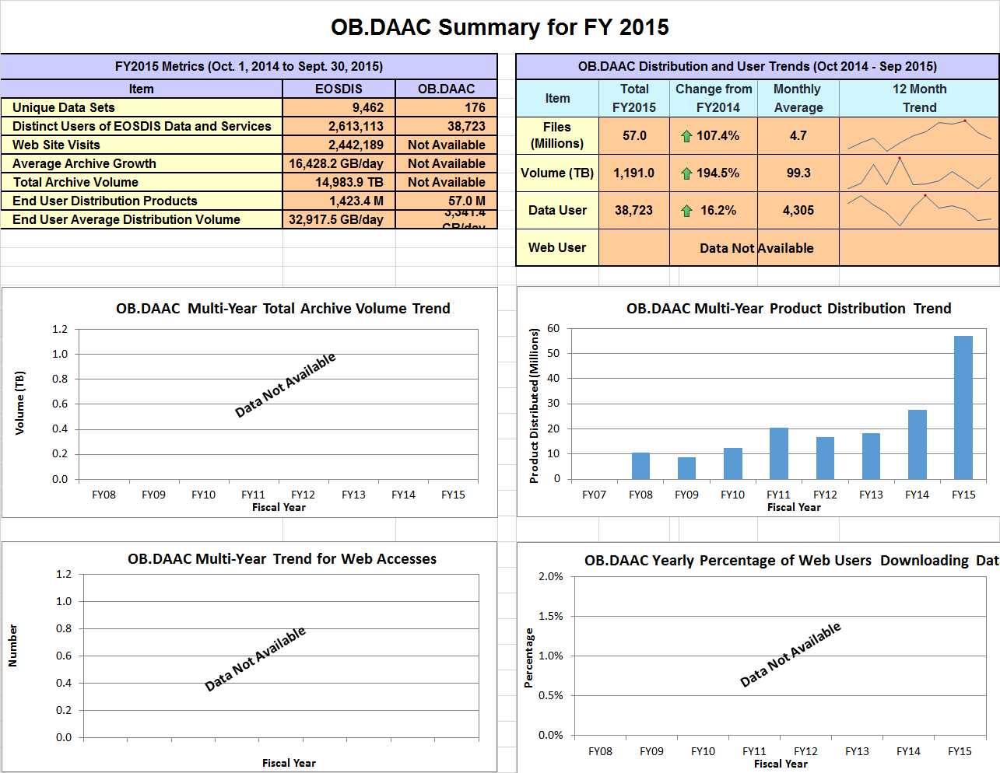 OB.DAAC Summary for FY 2015
FY2015 Metrics (Oct. 1, 2014 to Sept. 30, 2015)
Item EOSDIS OB.DAAC
Unique Data Sets 9,462 176
Distinct Users of EOSDIS Data and Services 2,613,113 38,723
Web Site Visits 2,442,189 Not Available
Average Archive Growth 16,428.2 GB/day Not Available
Total Archive Volume 14,983.9 TB Not Available
End User Distribution Products 1,423.4 M 57.0 M
End User Average Distribution Volume 32,917.5 GB/day 3,341.4
GB/day
OB.DAAC Distribution and User Trends (Oct 2014 - Sep 2015)
Item Total Change from Monthly 12 Month
FY2015 FY2014 Average Trend
Files
(Millions) 57.0 107.4% 4.7
Volume (TB) 1,191.0 194.5% 99.3
Data User 38,723 16.2% 4,305
Web User Data Not Available
OB.DAAC Multi-Year Total Archive Volume Trend
Volume (TB)
1.2
1.0
0.8
0.6
0.4
0.2
0.0
Data Not Available
FY08 FY09 FY10 FY11 FY12 FY13 FY14 FY15
Fiscal Year
OB.DAAC Multi-Year Product Distribution Trend
Product Distributed (Millions)
60
50
40
30
20
10
0
FY07 FY08 FY09 FY10 FY11 FY12 FY13 FY14 FY15
Fiscal Year
OB.DAAC Multi-Year Trend for Web Accesses
Number
1.2
1.0
0.8
0.6
0.4
0.2
0.0
Data Not Available
Fiscal Year
OB.DAAC Yearly Percentage of Web Users Downloading Dat
Percentage
2.0%
1.5%
1.0%
0.5%
0.0%
Data Not Available
FY08 FY09 FY10 FY11 FY12 FY13 FY14 FY15
Fiscal Year